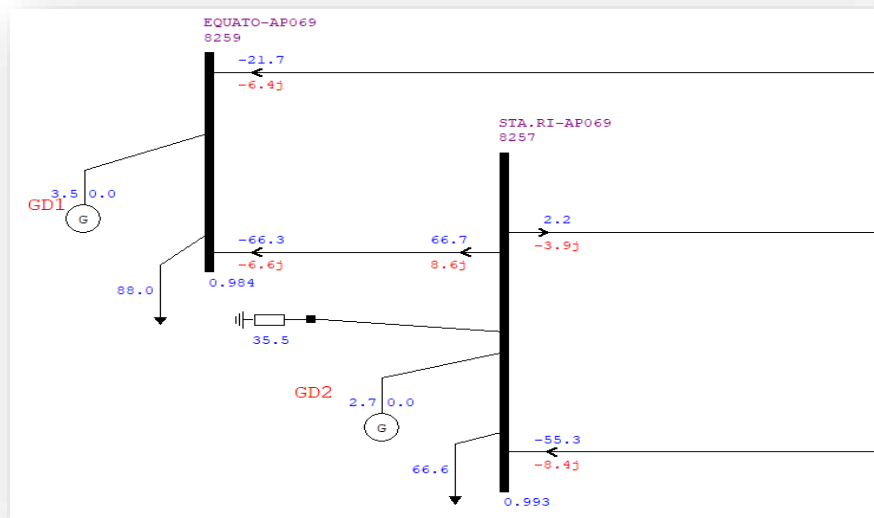 EQUATO-AP069
8259
-21.7
-6.4j
STA.RI-AP069
8257
3.5 0.0
GD1
G
2.2
-3.9j
-66.3
-6.6j
66.7
8.6j
0.984
88.0
35.5
GD2
2.7 0.0
G
-55.3
-8.4j
66.6
0.993